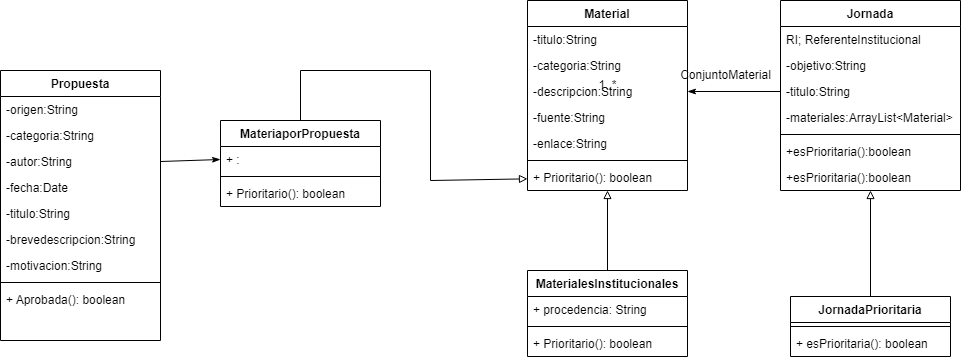 Material
-titulo:String
-categoria:String
-descripcion:String
-fuente:String
-enlace:String
+ Prioritario(): boolean
1..*
ConjuntoMaterial
Jornada
RI; ReferenteInstitucional
-objetivo:String
-titulo:String
-materiales:ArrayList<Material>
+esPrioritaria():boolean
+esPrioritaria():boolean
Propuesta
-origen:String
-categoria:String
-autor:String
-fecha:Date
-titulo:String
-brevedescripcion:String
-motivacion:String
+ Aprobada(): boolean
MateriaporPropuesta
+ :
+ Prioritario(): boolean
MaterialesInstitucionales
+ procedencia: String
+ Prioritario(): boolean
JornadaPrioritaria
+ esPrioritaria(): boolean